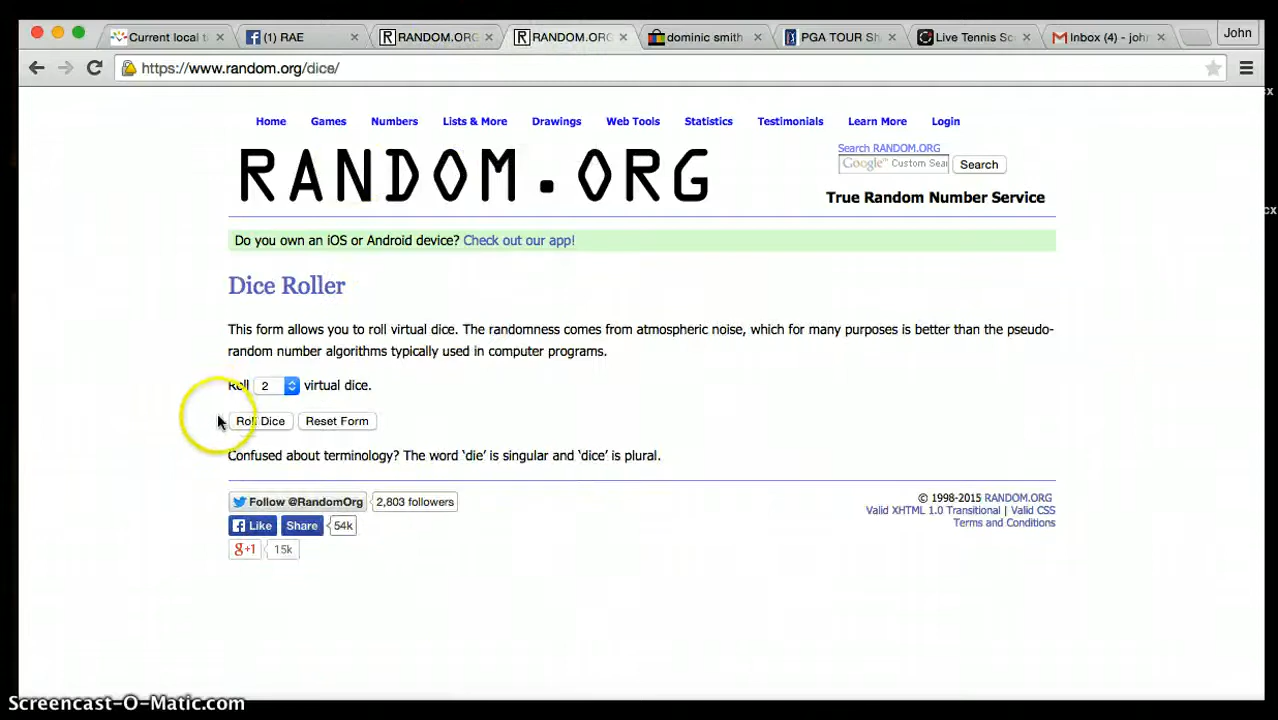 Current local t
(1) RAE
RANDOM.ORG
RANDOM.ORG
dominic smith
PGA TOUR Sh
Live Tennis Sc
Inbox (4) - joh
John
https://www.random.org/dice/
Home Games Numbers Lists & More Drawings Web Tools Statistics Testimonials Learn More Login
RANDOM.ORG
Search RANDOM.ORG
Google™ Custom Sear Search
True Random Number Service
Do you own an iOS or Android device? Check out our app!
Dice Roller
This form allows you to roll virtual dice. The randomness comes from atmospheric noise, which for many purposes is better than the pseudo-
random number algorithms typically used in computer programs.
Roll 2 virtual dice.
Roll Dice Reset Form
Confused about terminology? The word ‘die’ is singular and ‘dice’ is plural.
Follow @RandomOrg 2,803 followers
Like Share 54k
g+1 15k
© 1998-2015 RANDOM.ORG
Valid XHTML 1.0 Transitional | Valid CSS
Terms and Conditions
cx
cx
Screencast-O-Matic.com